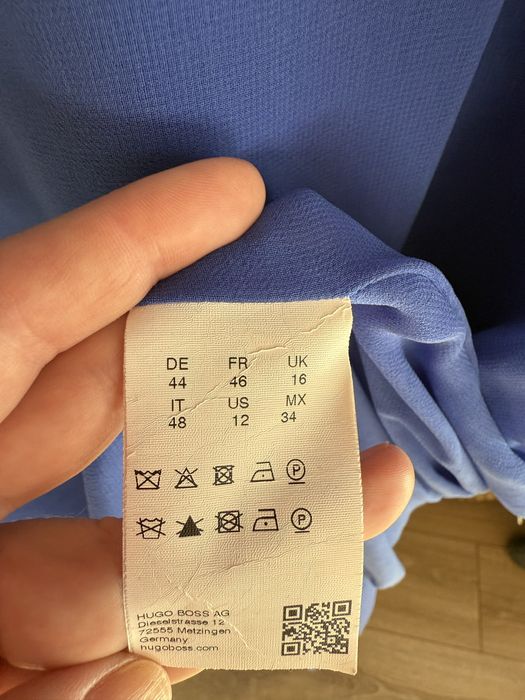 DE FR UK
44 46 16
IT US MX
48 12 34
P
P
HUGO BOSS AG
Dieselstrasse 12
72555 Metzingen
Germany
hugoboss.com